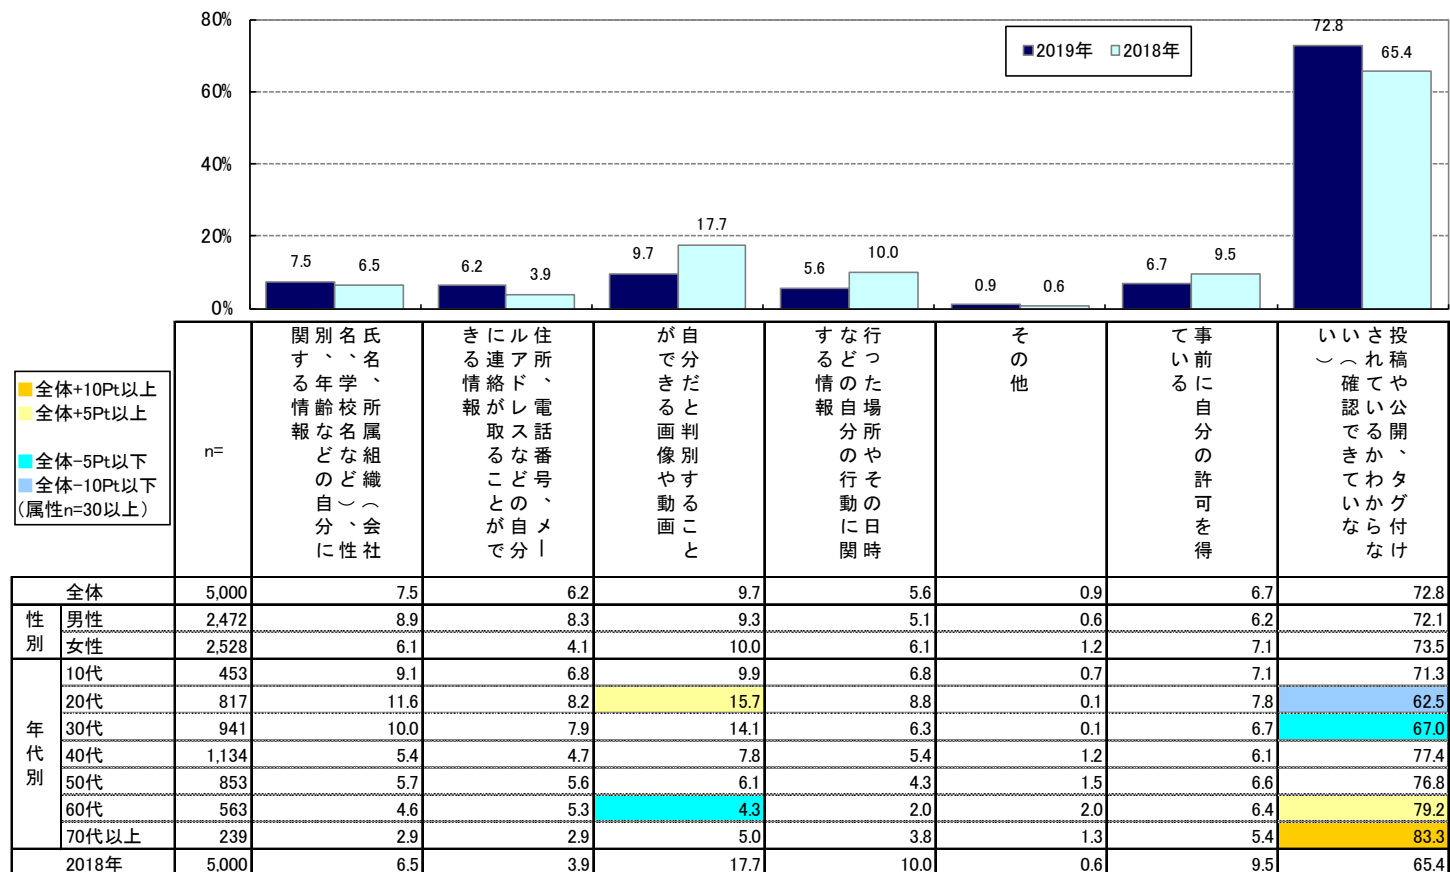 80%
60%
40%
20%
0%
■2019年 □2018年
7.5
6.5
6.2
3.9
9.7
17.7
5.6
10.0
0.9
0.6
6.7
9.5
72.8
65.4
全体+10Pt以上
全体+5Pt以上
全体-5Pt以下
全体-10Pt以下
(属性n=30以上)
n=
氏名、所属組織(会社
名、学校名など)、性
別、年齢などの自分に
関する情報
住所、電話番号、メー
ルアドレスなどの自分
に連絡が取ることがで
きる情報
自分だと判別すること
ができる画像や動画
行った場所やその日時
などの自分の行動に関
する情報
その他
事前に自分の許可を得
ている
投稿や公開、タグ付け
されているかわからな
い(確認できていな
い)
全体 5,000 7.5 6.2 9.7 5.6 0.9 6.7 72.8
性別
男性 2,472 8.9 8.3 9.3 5.1 0.6 6.2 72.1
女性 2,528 6.1 4.1 10.0 6.1 1.2 7.1 73.5
年代別
10代 453 9.1 6.8 9.9 6.8 0.7 7.1 71.3
20代 817 11.6 8.2 15.7 8.8 0.1 7.8 62.5
30代 941 10.0 7.9 14.1 6.3 0.1 6.7 67.0
40代 1,134 5.4 4.7 7.8 5.4 1.2 6.1 77.4
50代 853 5.7 5.6 6.1 4.3 1.5 6.6 76.8
60代 563 4.6 5.3 4.3 2.0 2.0 6.4 79.2
70代以上 239 2.9 2.9 5.0 3.8 1.3 5.4 83.3
2018年 5,000 6.5 3.9 17.7 10.0 0.6 9.5 65.4